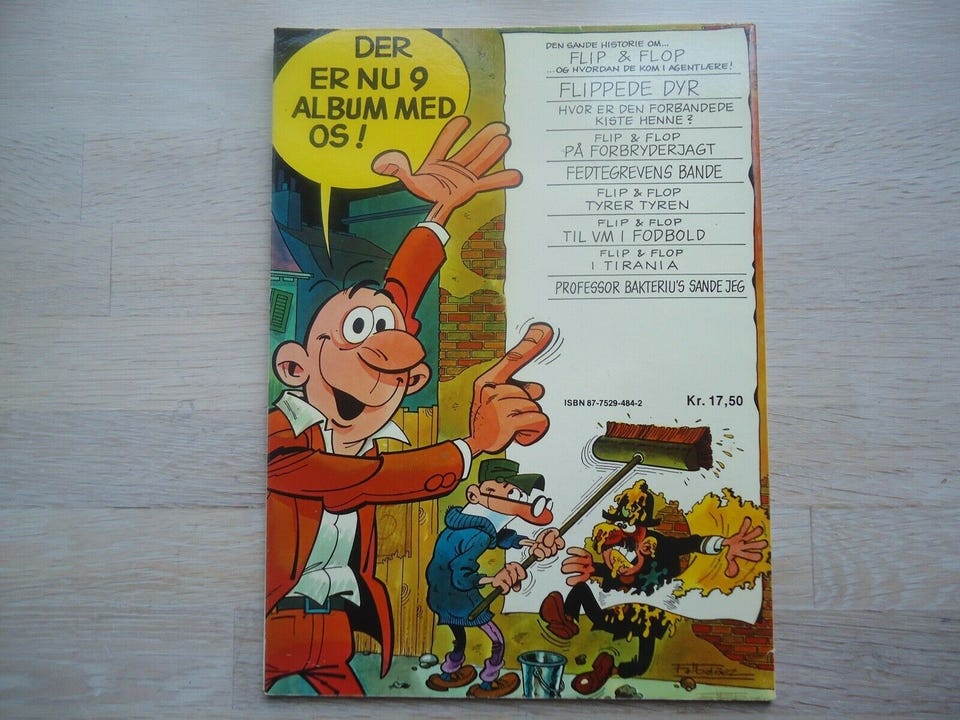 DER
ER NU 9
ALBUM MED
OS!
DEN SANDE HISTORIE OM...
FLIP & FLOP
...OG HVORDAN DE KOM I AGENTLÆRE!
FLIPPEDE DYR
HVOR ER DEN FORBANDEDE
KISTE HENNE?
FLIP & FLOP
PÅ FORBRYDERJAGT
FEDTEGREVENS BANDE
FLIP & FLOP
TYRER TYREN
FLIP & FLOP
TIL VM I FODBOLD
FLIP & FLOP
I TIRANIA
PROFESSOR BAKTERIU'S SANDE JEG
ISBN 87-7529-484-2
Kr. 17,50